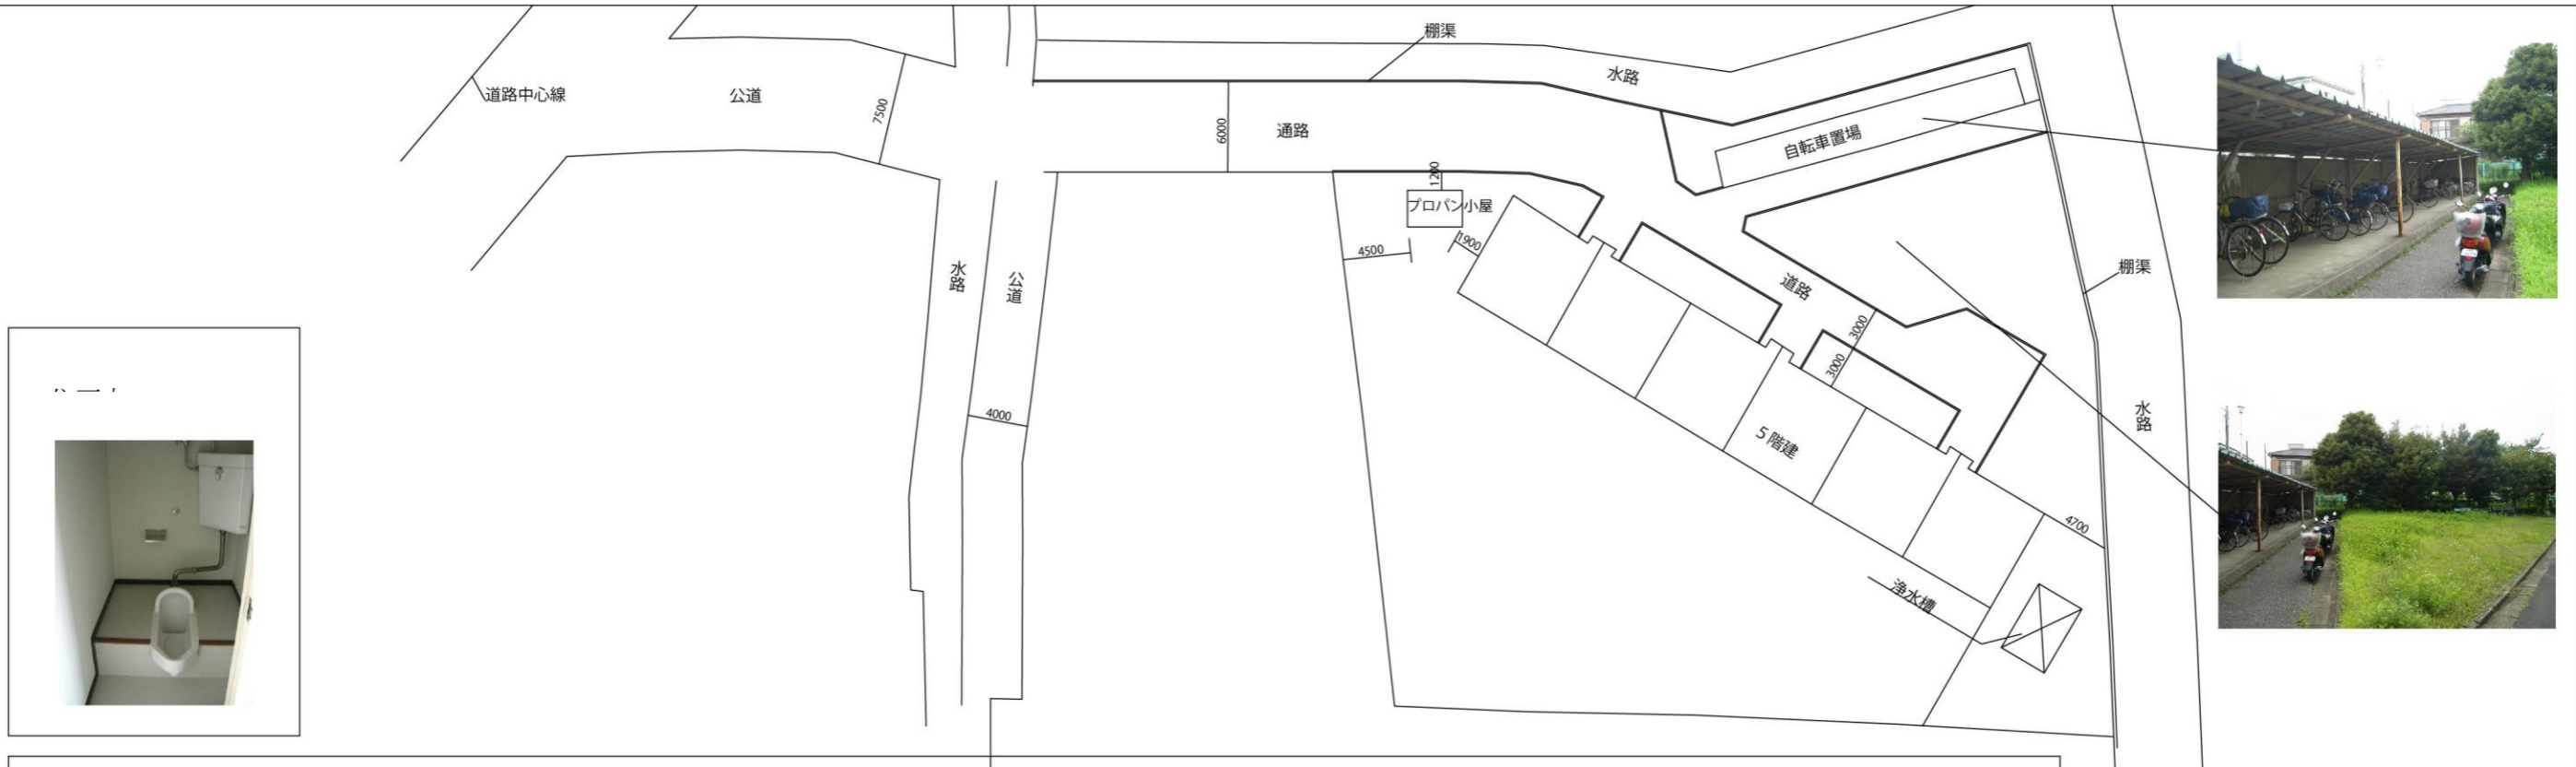 棚渠
水路
道路中心線
公道
7500
6000
通路
自転車置場
1200
プロパン小屋
4500
1900
水路
公道
道路
棚渠
3000
3000
4000
水路
5階建
4700
浄水槽